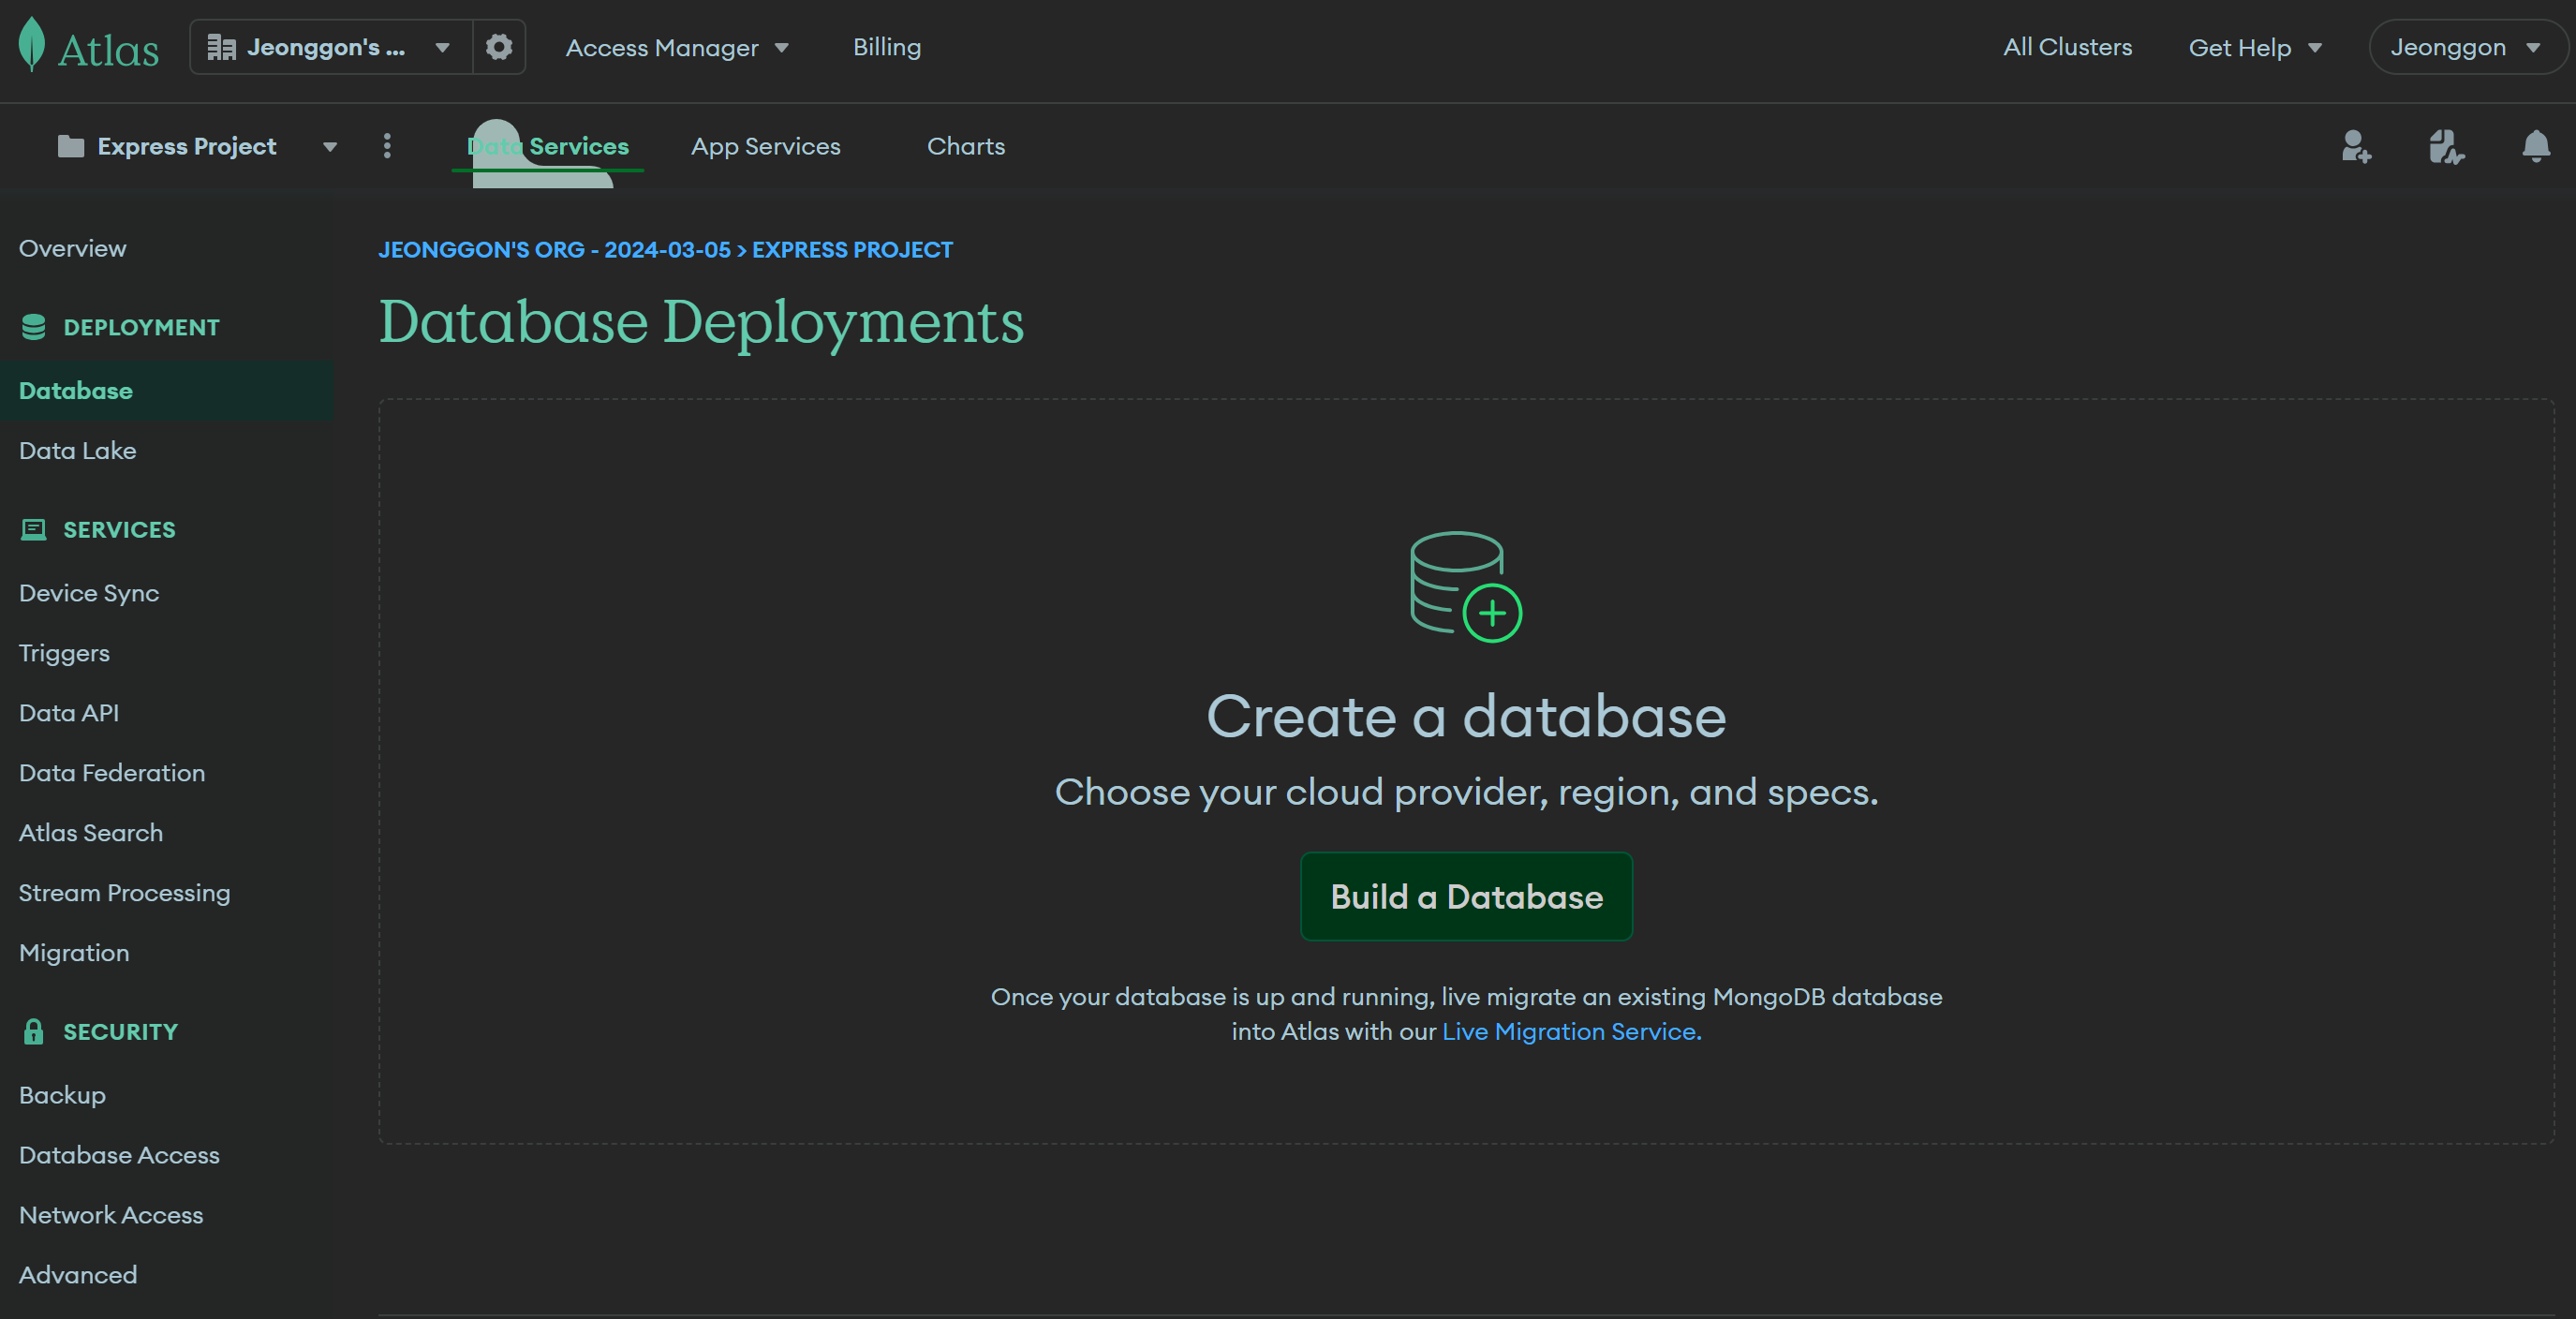 Atlas
Jeonggon's ...
Access Manager
Billing
All Clusters
Get Help
Jeonggon
Express Project
Data Services
App Services
Charts
Overview
DEPLOYMENT
Database
Data Lake
SERVICES
Device Sync
Triggers
Data API
Data Federation
Atlas Search
Stream Processing
Migration
SECURITY
Backup
Database Access
Network Access
Advanced
JEONGGON'S ORG - 2024-03-05 > EXPRESS PROJECT
Database Deployments
Create a database
Choose your cloud provider, region, and specs.
Build a Database
Once your database is up and running, live migrate an existing MongoDB database
into Atlas with our Live Migration Service.